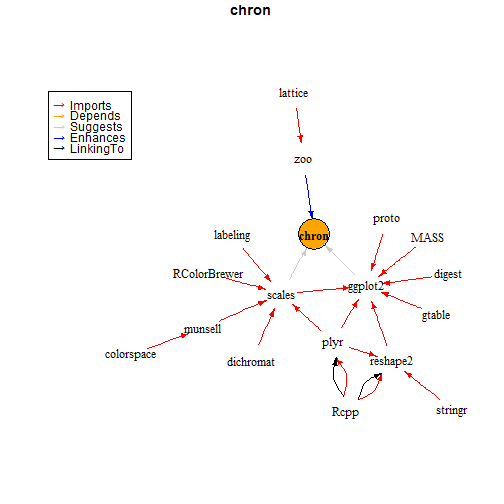 chron
lattice
Imports
Depends
Suggests
Enhances
LinkingTo
zoo
proto
labeling
chron
MASS
RColorBrewer
digest
scales
ggplot2
gtable
munsell
plyr
colorspace
dichromat
reshape2
Rcpp
stringr